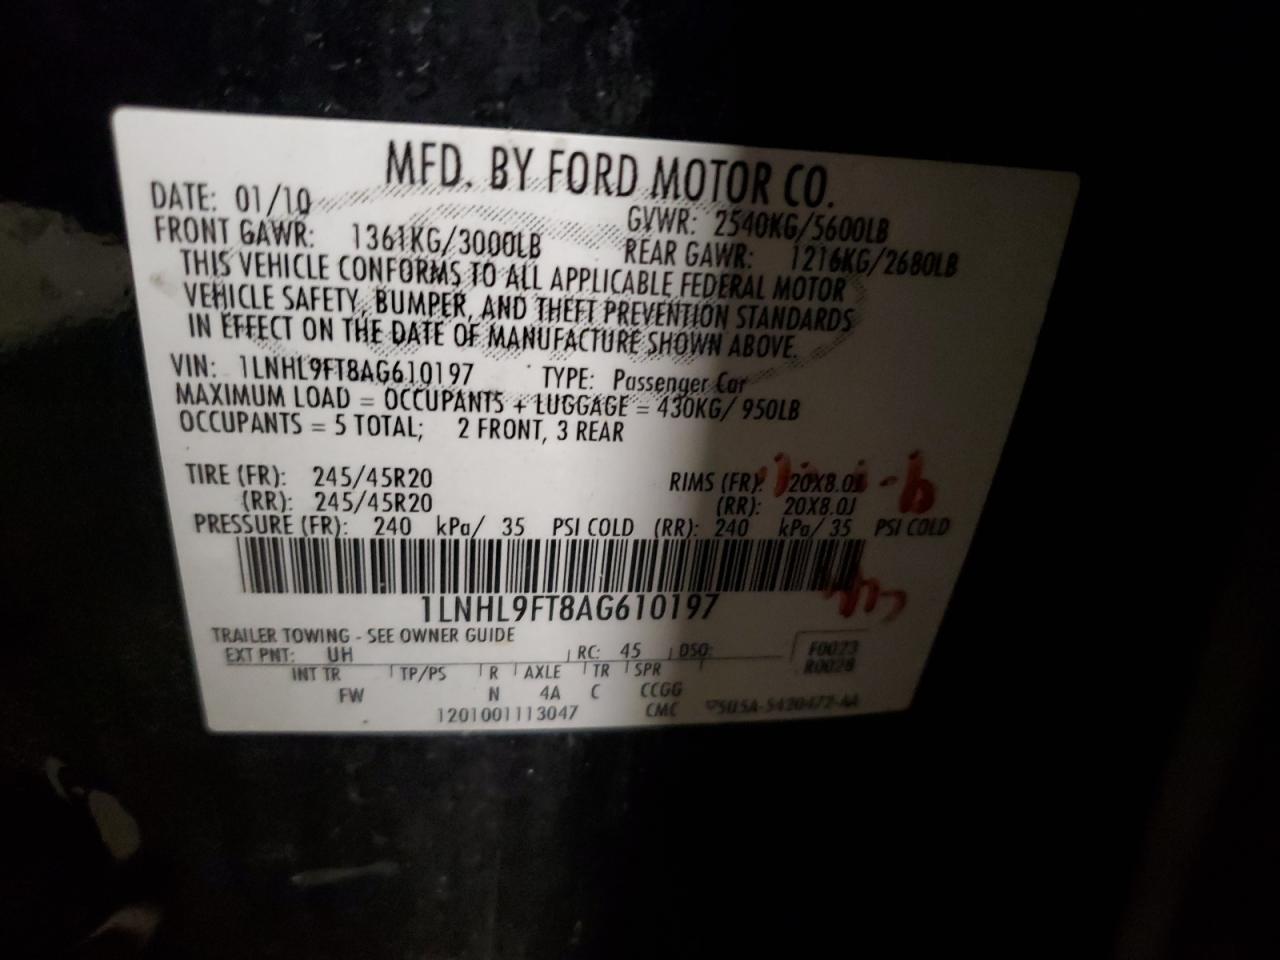 MFD. BY FORD MOTOR CO.
DATE: 01/10 GVWR: 2540KG/5600LB
FRONT GAWR: 1361KG/3000LB REAR GAWR: 1216KG/2680LB
THIS VEHICLE CONFORMS TO ALL APPLICABLE FEDERAL MOTOR
VEHICLE SAFETY, BUMPER, AND THEFT PREVENTION STANDARDS
IN EFFECT ON THE DATE OF MANUFACTURE SHOWN ABOVE.
VIN: 1LNHL9FT8AG610197 TYPE: Passenger Car
MAXIMUM LOAD = OCCUPANTS + LUGGAGE = 430KG/ 950LB
OCCUPANTS = 5 TOTAL; 2 FRONT, 3 REAR
TIRE (FR): 245/45R20 RIMS (FR): 20X8.0J
(RR): 245/45R20 (RR): 20X8.0J
PRESSURE (FR): 240 kPa/ 35 PSI COLD (RR): 240 kPa/ 35 PSI COLD
1LNHL9FT8AG610197
TRAILER TOWING - SEE OWNER GUIDE
EXT PNT: UH RC: 45 DSO: F0023
INT TR TP/PS R AXLE TR SPR R0028
FW N 4A C CCGG
1201001113047 CMC